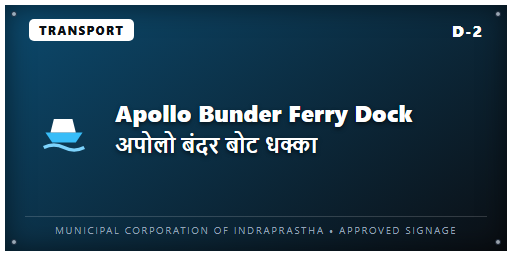 TRANSPORT
D-2
Apollo Bunder Ferry Dock
अपोलो बंदर बोट धक्का
MUNICIPAL CORPORATION OF INDRAPRASTHA • APPROVED SIGNAGE